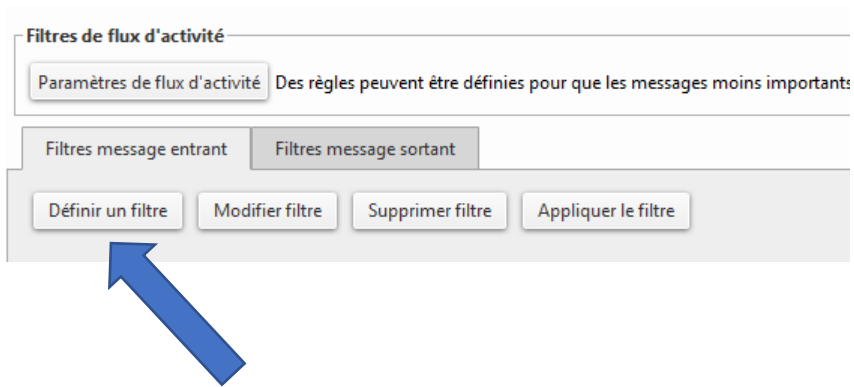 Filtres de flux d'activité
Paramètres de flux d'activité Des règles peuvent être définies pour que les messages moins importants
Filtres message entrant Filtres message sortant
Définir un filtre Modifier filtre Supprimer filtre Appliquer le filtre